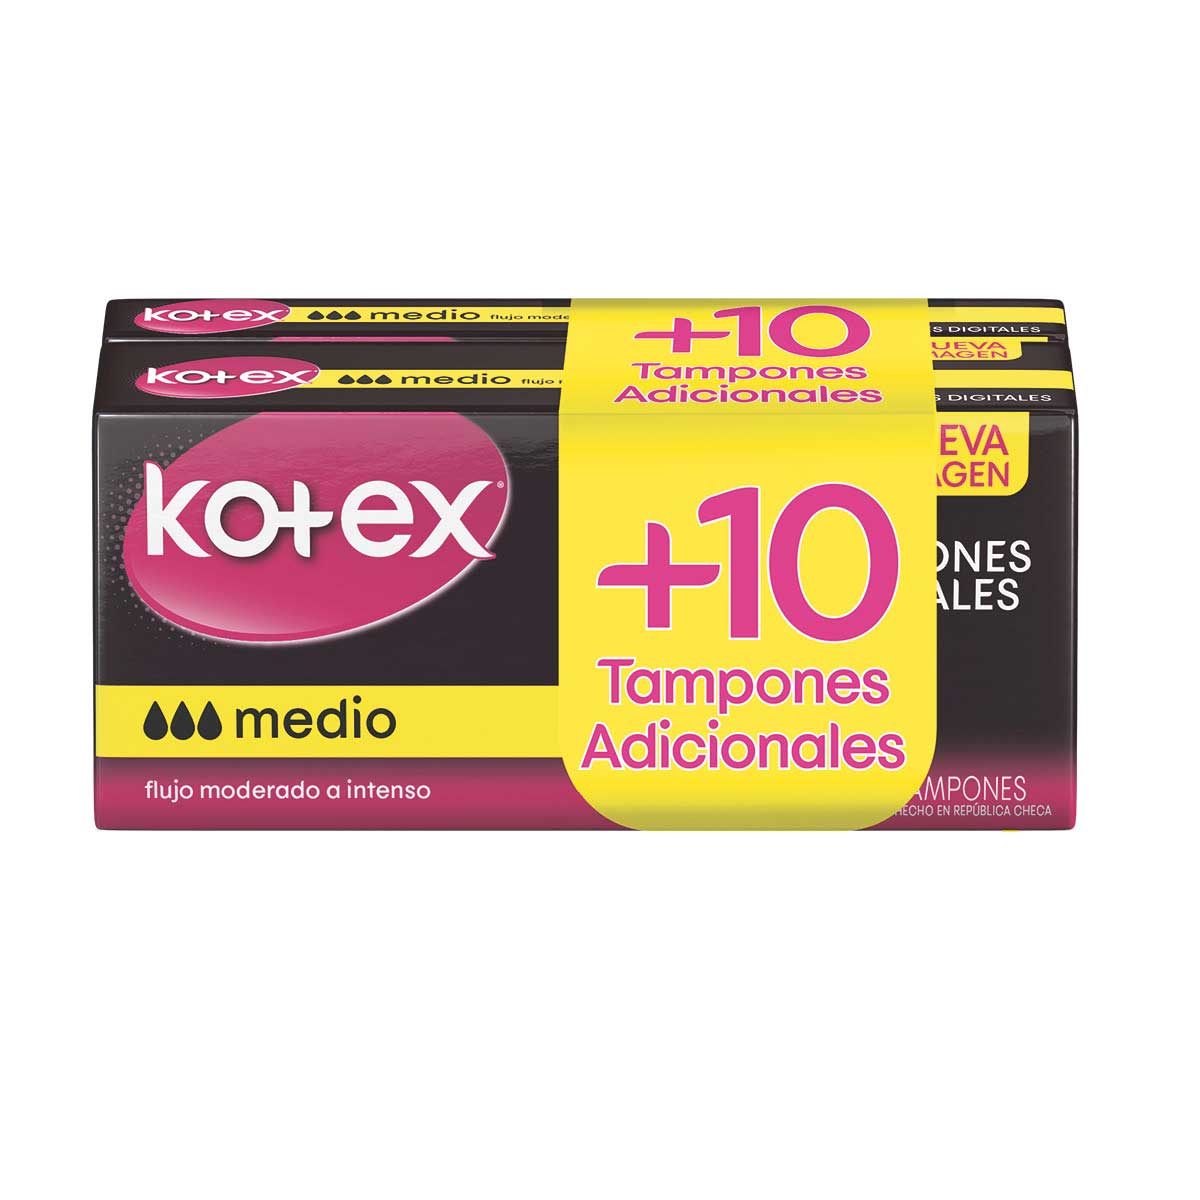 kotex medio flujo mode
S DIGITALES
kotex medio flujo
UEVA
MAGEN
S DIGITALES
+10
Tampones
Adicionales
kotex®
EVA
AGEN
ONES
ALES
+10
Tampones
Adicionales
medio
flujo moderado a intenso
AMPONES
HECHO EN REPÚBLICA CHECA